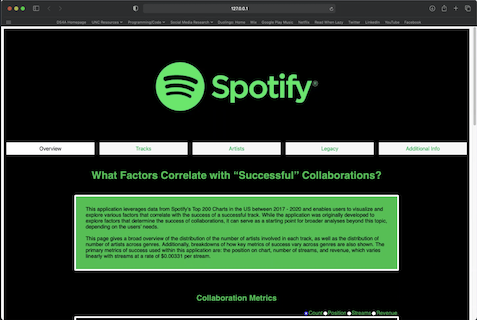 127.0.0.1
DSHA Homepage UNC Resources Programming/Code Social Media Research Duolingo: Home Wix Google Play Music Netflix Read When Lazy Twitter LinkedIn YouTube Facebook
Spotify®
Overview Tracks Artists Legacy Additional Info
What Factors Correlate with “Successful” Collaborations?
This application leverages data from Spotify's Top 200 Charts in the US between 2017 - 2020 and enables users to visualize and
explore various factors that correlate with the success of a successful track. While the application was originally developed to
explore factors that determine the success of collaborations, it can serve as a starting point for broader analyses beyond this topic,
depending on the users' needs.
This page gives a broad overview of the distribution of the number of artists involved in each track, as well as the distribution of
number of artists across genres. Additionally, breakdowns of how key metrics of success vary across genres are also shown. The
primary metrics of success used within this application are: the position on chart, number of streams, and revenue, which varies
linearly with streams at a rate of $0.00331 per stream.
Collaboration Metrics
Count Position Streams Revenue